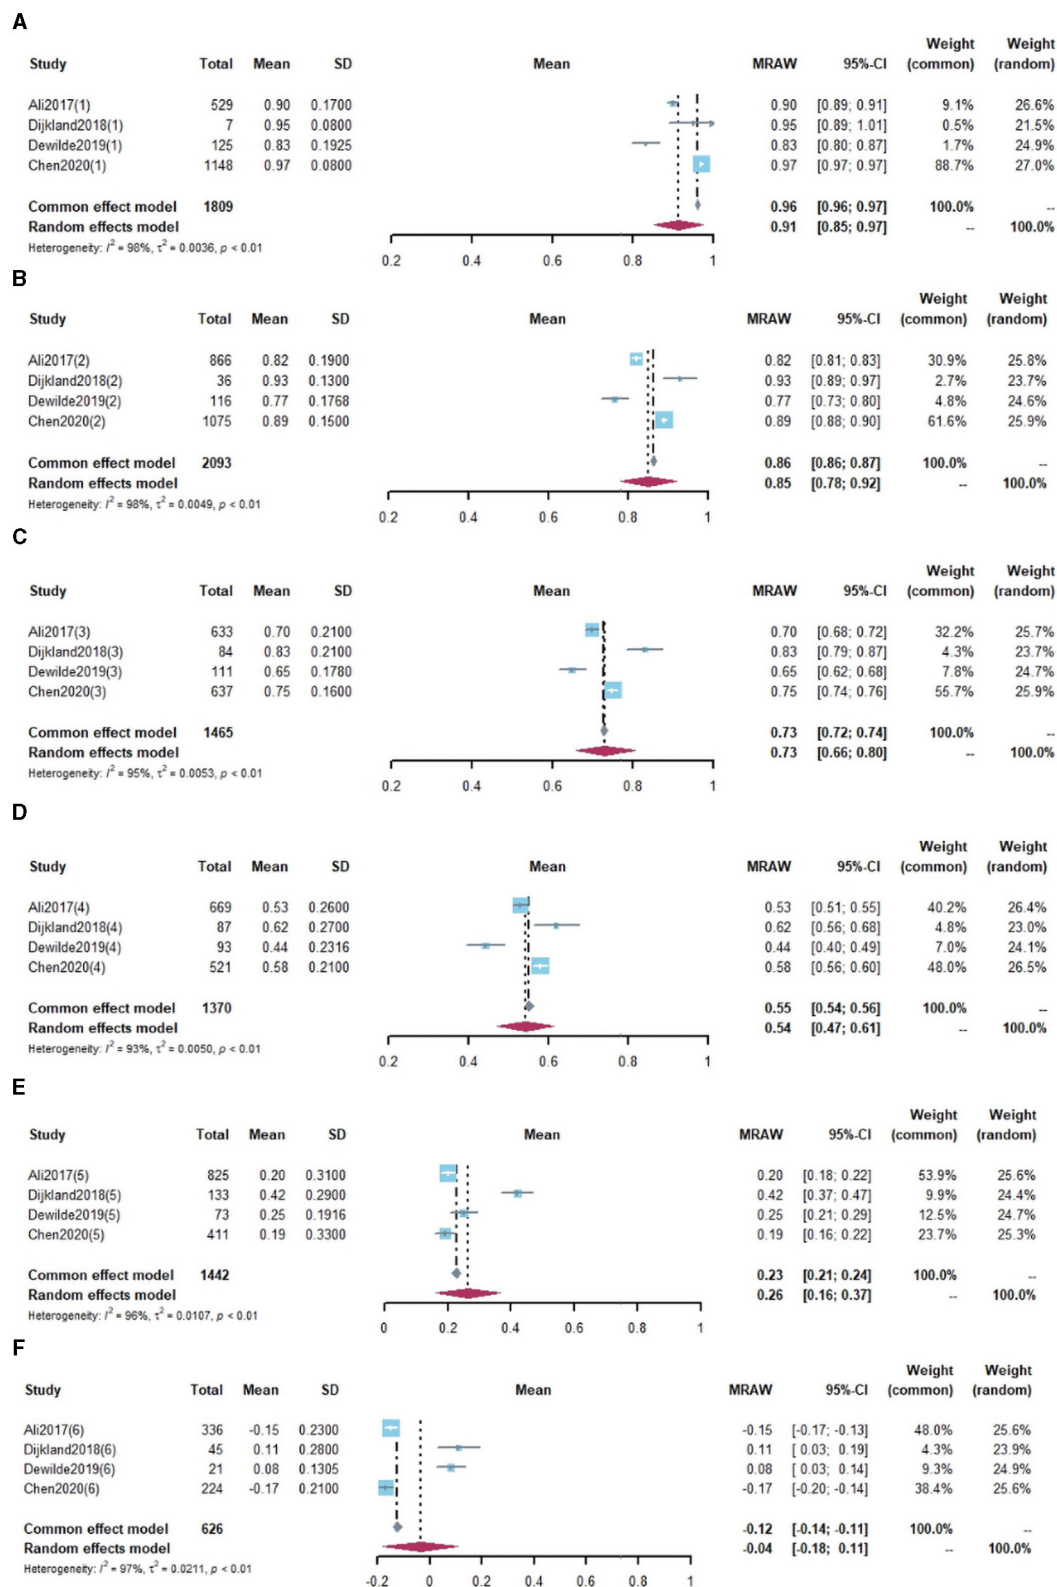 A
Weight Weight
Study Total Mean SD Mean MRAW 95%-CI (common) (random)
Ali2017(1) 529 0.90 0.1700 0.90 [0.89; 0.91] 9.1% 26.6%
Dijkland2018(1) 7 0.95 0.0800 0.95 [0.89; 1.01] 0.5% 21.5%
Dewilde2019(1) 125 0.83 0.1925 0.83 [0.80; 0.87] 1.7% 24.9%
Chen2020(1) 1148 0.97 0.0800 0.97 [0.97; 0.97] 88.7% 27.0%
Common effect model 1809 0.96 [0.96; 0.97] 100.0% --
Random effects model 0.91 [0.85; 0.97] -- 100.0%
Heterogeneity: I² = 98%, τ² = 0.0036, p < 0.01
0.2 0.4 0.6 0.8 1
B
Weight Weight
Study Total Mean SD Mean MRAW 95%-CI (common) (random)
Ali2017(2) 866 0.82 0.1900 0.82 [0.81; 0.83] 30.9% 25.8%
Dijkland2018(2) 36 0.93 0.1300 0.93 [0.89; 0.97] 2.7% 23.7%
Dewilde2019(2) 116 0.77 0.1768 0.77 [0.73; 0.80] 4.8% 24.6%
Chen2020(2) 1075 0.89 0.1500 0.89 [0.88; 0.90] 61.6% 25.9%
Common effect model 2093 0.86 [0.86; 0.87] 100.0% --
Random effects model 0.85 [0.78; 0.92] -- 100.0%
Heterogeneity: I² = 98%, τ² = 0.0049, p < 0.01
0.2 0.4 0.6 0.8 1
C
Weight Weight
Study Total Mean SD Mean MRAW 95%-CI (common) (random)
Ali2017(3) 633 0.70 0.2100 0.70 [0.68; 0.72] 32.2% 25.7%
Dijkland2018(3) 84 0.83 0.2100 0.83 [0.79; 0.87] 4.3% 23.7%
Dewilde2019(3) 111 0.65 0.1780 0.65 [0.62; 0.68] 7.8% 24.7%
Chen2020(3) 637 0.75 0.1600 0.75 [0.74; 0.76] 55.7% 25.9%
Common effect model 1465 0.73 [0.72; 0.74] 100.0% --
Random effects model 0.73 [0.66; 0.80] -- 100.0%
Heterogeneity: I² = 95%, τ² = 0.0053, p < 0.01
0.2 0.4 0.6 0.8 1
D
Weight Weight
Study Total Mean SD Mean MRAW 95%-CI (common) (random)
Ali2017(4) 669 0.53 0.2600 0.53 [0.51; 0.55] 40.2% 26.4%
Dijkland2018(4) 87 0.62 0.2700 0.62 [0.56; 0.68] 4.8% 23.0%
Dewilde2019(4) 93 0.44 0.2316 0.44 [0.40; 0.49] 7.0% 24.1%
Chen2020(4) 521 0.58 0.2100 0.58 [0.56; 0.60] 48.0% 26.5%
Common effect model 1370 0.55 [0.54; 0.56] 100.0% --
Random effects model 0.54 [0.47; 0.61] -- 100.0%
Heterogeneity: I² = 93%, τ² = 0.0050, p < 0.01
0.2 0.4 0.6 0.8 1
E
Weight Weight
Study Total Mean SD Mean MRAW 95%-CI (common) (random)
Ali2017(5) 825 0.20 0.3100 0.20 [0.18; 0.22] 53.9% 25.6%
Dijkland2018(5) 133 0.42 0.2900 0.42 [0.37; 0.47] 9.9% 24.4%
Dewilde2019(5) 73 0.25 0.1916 0.25 [0.21; 0.29] 12.5% 24.7%
Chen2020(5) 411 0.19 0.3300 0.19 [0.16; 0.22] 23.7% 25.3%
Common effect model 1442 0.23 [0.21; 0.24] 100.0% --
Random effects model 0.26 [0.16; 0.37] -- 100.0%
Heterogeneity: I² = 96%, τ² = 0.0107, p < 0.01
0 0.2 0.4 0.6 0.8 1
F
Weight Weight
Study Total Mean SD Mean MRAW 95%-CI (common) (random)
Ali2017(6) 336 -0.15 0.2300 -0.15 [-0.17; -0.13] 48.0% 25.6%
Dijkland2018(6) 45 0.11 0.2800 0.11 [ 0.03; 0.19] 4.3% 23.9%
Dewilde2019(6) 21 0.08 0.1305 0.08 [ 0.03; 0.14] 9.3% 24.9%
Chen2020(6) 224 -0.17 0.2100 -0.17 [-0.20; -0.14] 38.4% 25.6%
Common effect model 626 -0.12 [-0.14; -0.11] 100.0% --
Random effects model -0.04 [-0.18; 0.11] -- 100.0%
Heterogeneity: I² = 97%, τ² = 0.0211, p < 0.01
-0.2 0 0.2 0.4 0.6 0.8 1